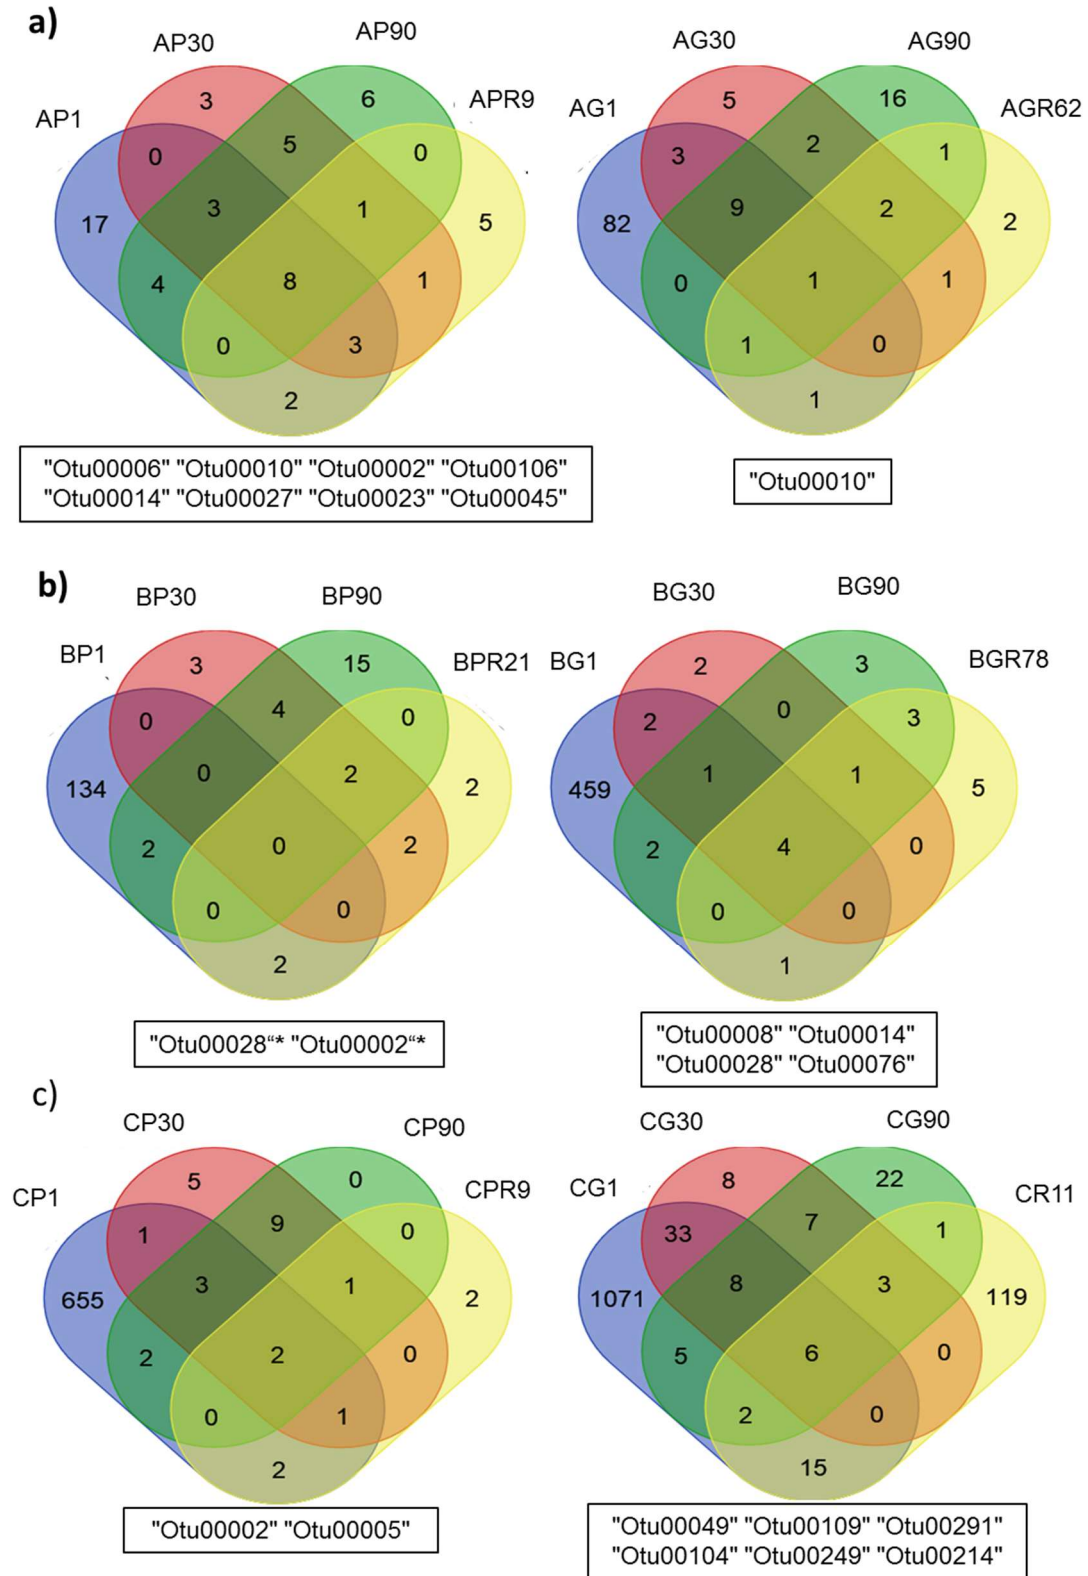 a)
AP30
AP90
AP1
APR9
3
6
0
5
0
17
3
1
5
4
8
1
0
3
2
"Otu00006" "Otu00010" "Otu00002" "Otu00106"
"Otu00014" "Otu00027" "Otu00023" "Otu00045"
AG30
AG90
AG1
AGR62
5
16
3
2
1
82
9
2
2
0
1
1
1
0
1
"Otu00010"
b)
BP30
BP90
BP1
BPR21
3
15
0
4
0
134
0
2
2
2
0
2
0
0
2
"Otu00028“* "Otu00002“*
BG30
BG90
BG1
BGR78
2
3
2
0
3
459
1
1
5
2
4
0
0
0
1
"Otu00008" "Otu00014"
"Otu00028" "Otu00076"
c)
CP30
CP90
CP1
CPR9
5
0
1
9
0
655
3
1
2
2
2
0
0
1
2
"Otu00002" "Otu00005"
CG30
CG90
CG1
CR11
8
22
33
7
1
1071
8
3
119
5
6
0
2
0
15
"Otu00049" "Otu00109" "Otu00291"
"Otu00104" "Otu00249" "Otu00214"